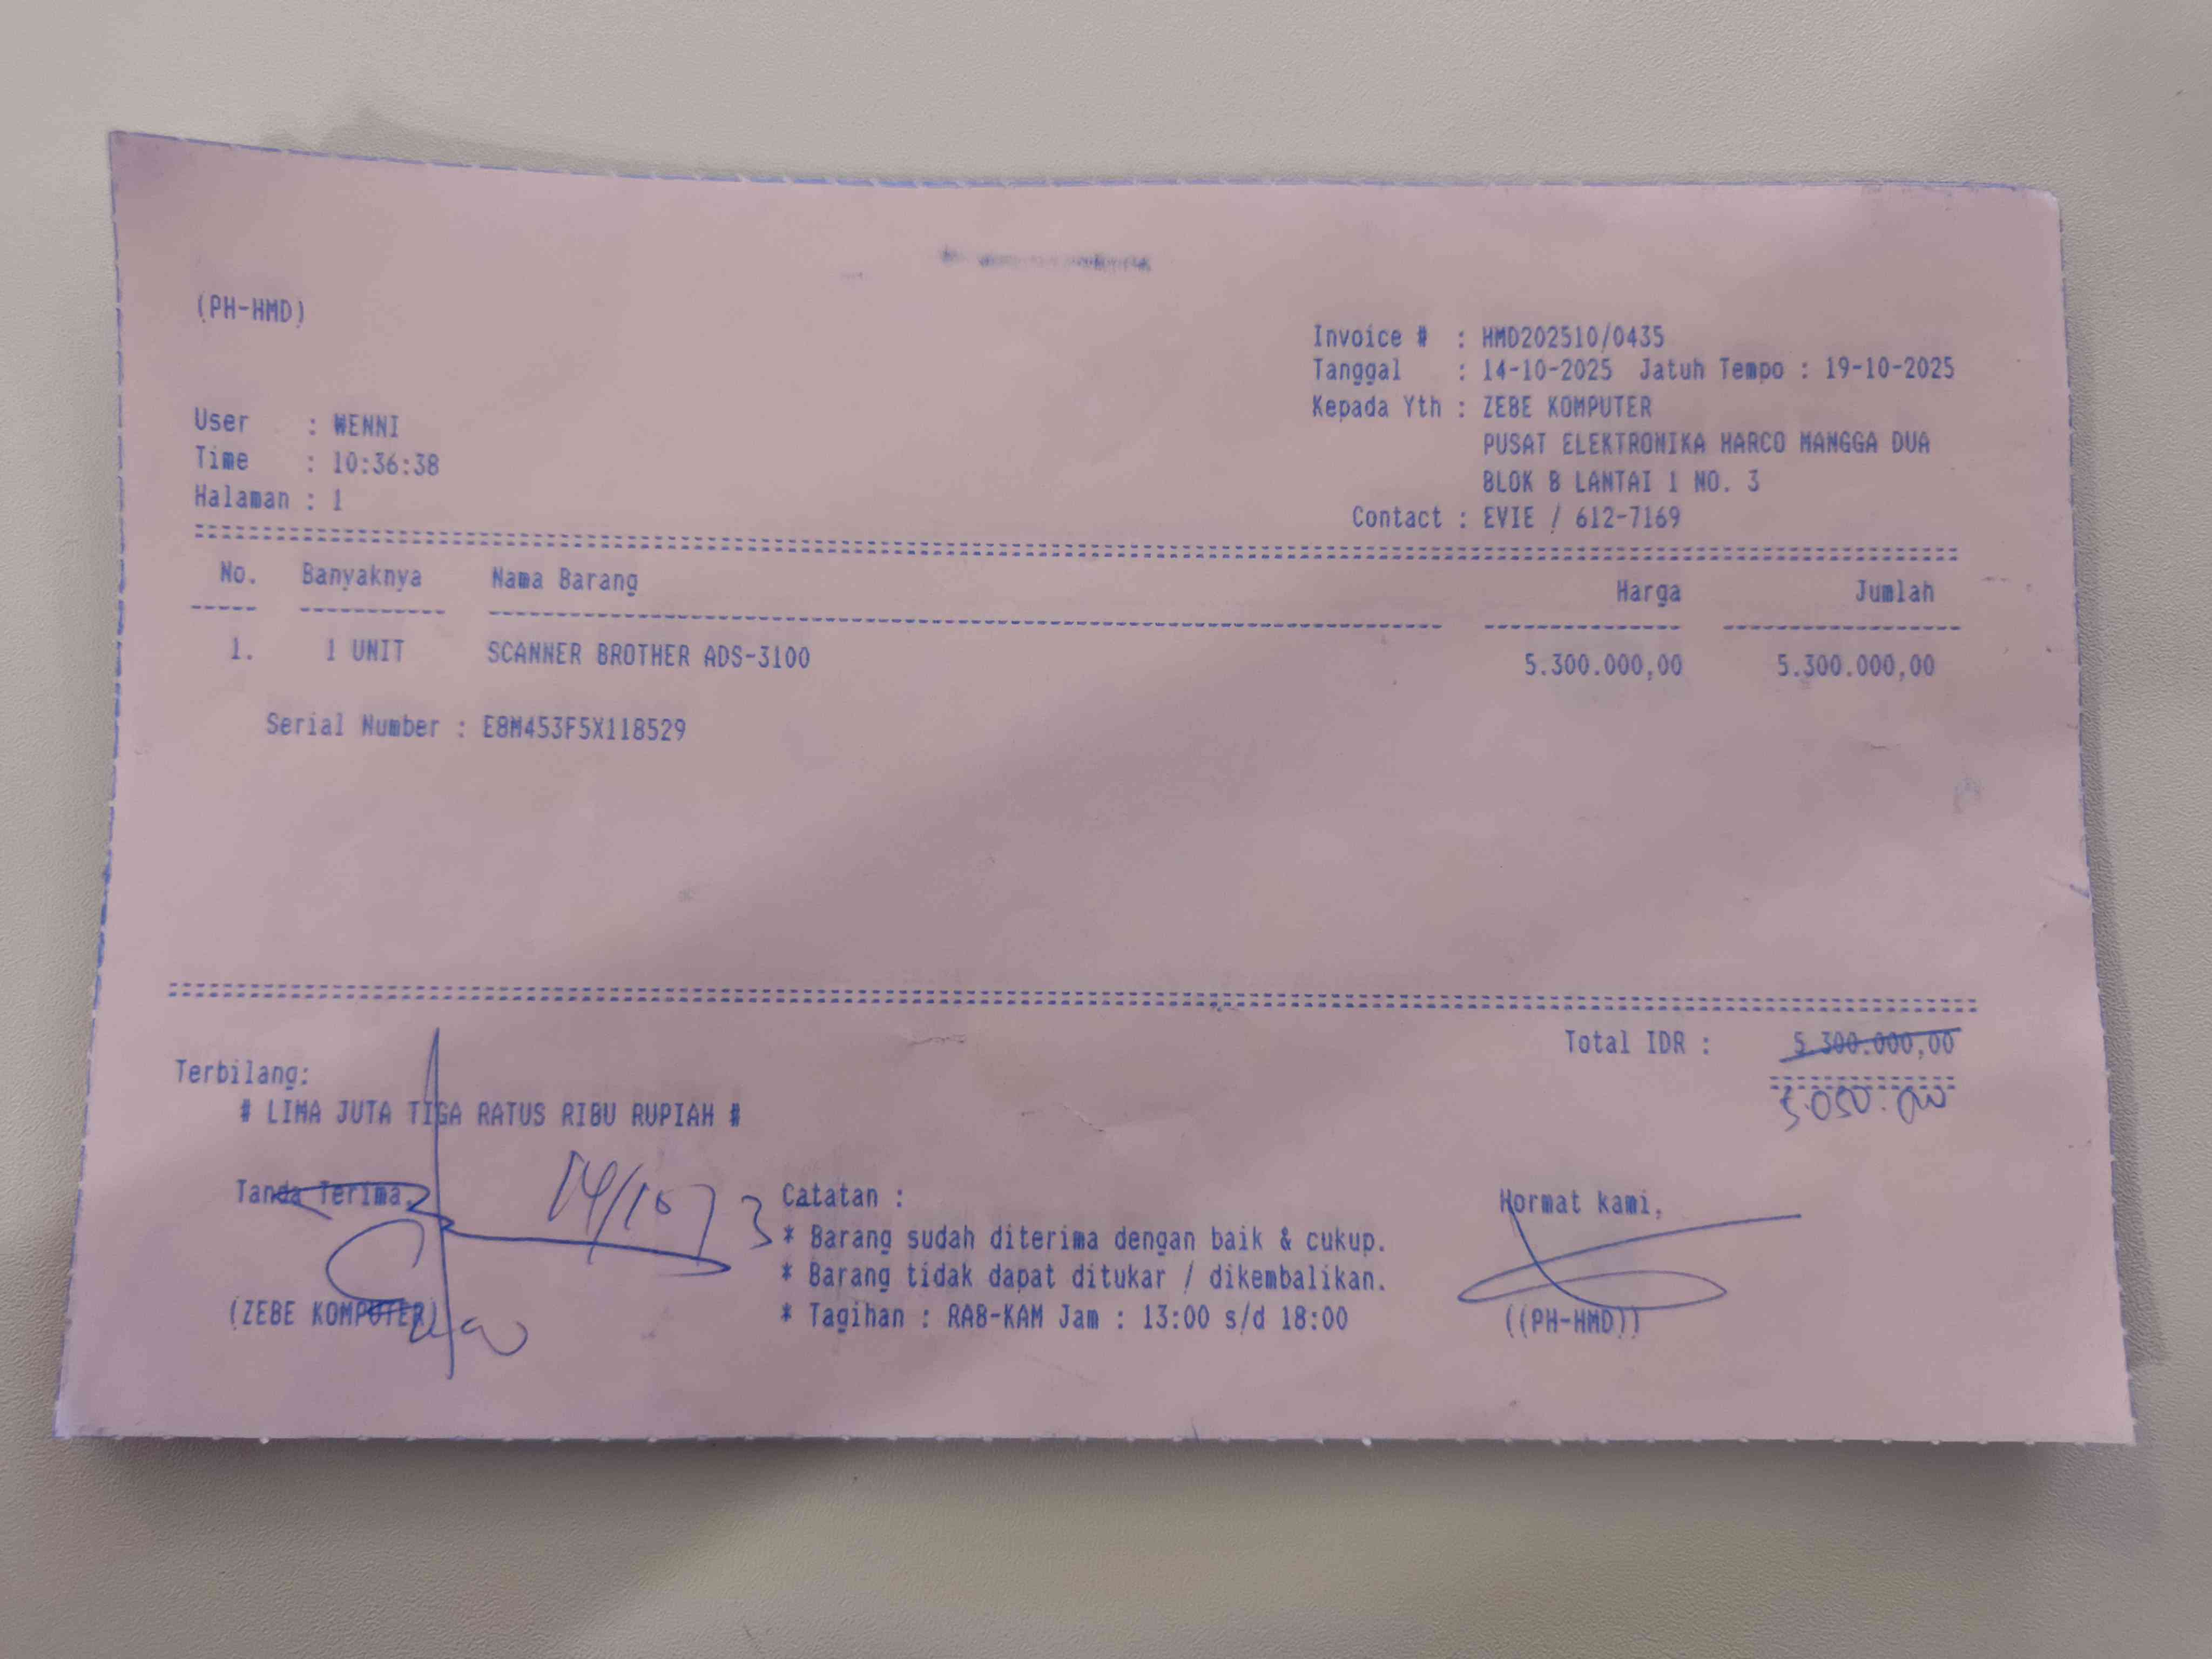 (PH-HMD)
Invoice # : HMD202510/0435
Tanggal : 14-10-2025 Jatuh Tempo : 19-10-2025
Kepada Yth : ZEBE KOMPUTER
PUSAT ELEKTRONIKA HARCO MANGGA DUA
BLOK B LANTAI 1 NO. 3
Contact : EVIE / 612-7169
User : WENNI
Time : 10:36:38
Halaman : 1
No. Banyaknya Nama Barang Harga Jumlah
1. 1 UNIT SCANNER BROTHER ADS-3100 5.300.000,00 5.300.000,00
Serial Number : E8M453F5X118529
Total IDR : 5.300.000,00
5.050.000
Terbilang:
# LIMA JUTA TIGA RATUS RIBU RUPIAH #
Tanda Terima,
14/10
(ZEBE KOMPUTER)
Catatan :
* Barang sudah diterima dengan baik & cukup.
* Barang tidak dapat ditukar / dikembalikan.
* Tagihan : RAB-KAM Jam : 13:00 s/d 18:00
Hormat kami,
((PH-HMD))